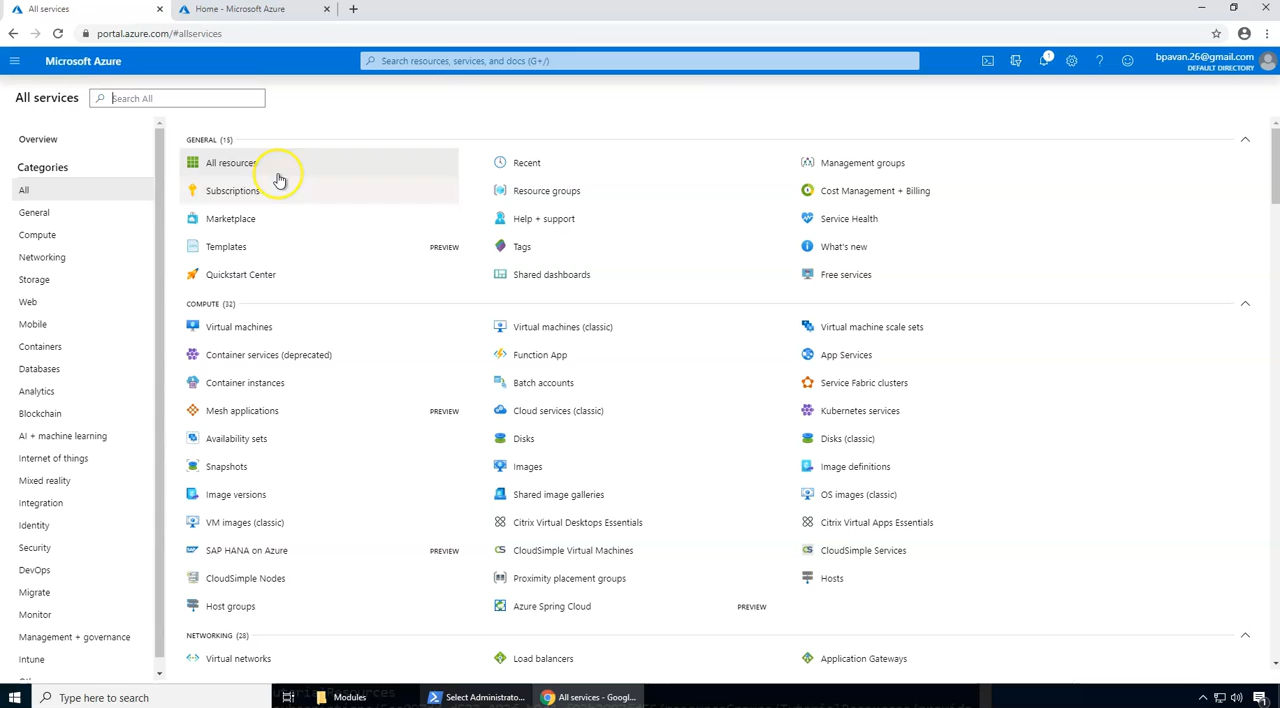 All services
Home - Microsoft Azure
portal.azure.com/#allservices
Microsoft Azure
Search resources, services, and docs (G+/)
1
bpavan.26@gmail.com
DEFAULT DIRECTORY
All services
Search All
Overview
Categories
All
General
Compute
Networking
Storage
Web
Mobile
Containers
Databases
Analytics
Blockchain
AI + machine learning
Internet of things
Mixed reality
Integration
Identity
Security
DevOps
Migrate
Monitor
Management + governance
Intune
GENERAL (15)
All resources
Recent
Management groups
Subscriptions
Resource groups
Cost Management + Billing
Marketplace
Help + support
Service Health
Templates PREVIEW
Tags
What's new
Quickstart Center
Shared dashboards
Free services
COMPUTE (32)
Virtual machines
Virtual machines (classic)
Virtual machine scale sets
Container services (deprecated)
Function App
App Services
Container instances
Batch accounts
Service Fabric clusters
Mesh applications PREVIEW
Cloud services (classic)
Kubernetes services
Availability sets
Disks
Disks (classic)
Snapshots
Images
Image definitions
Image versions
Shared image galleries
OS images (classic)
VM images (classic)
Citrix Virtual Desktops Essentials
Citrix Virtual Apps Essentials
SAP HANA on Azure PREVIEW
CloudSimple Virtual Machines
CloudSimple Services
CloudSimple Nodes
Proximity placement groups
Hosts
Host groups
Azure Spring Cloud PREVIEW
NETWORKING (28)
Virtual networks
Load balancers
Application Gateways
Type here to search
Modules
Select Administrato...
All services - Googl...